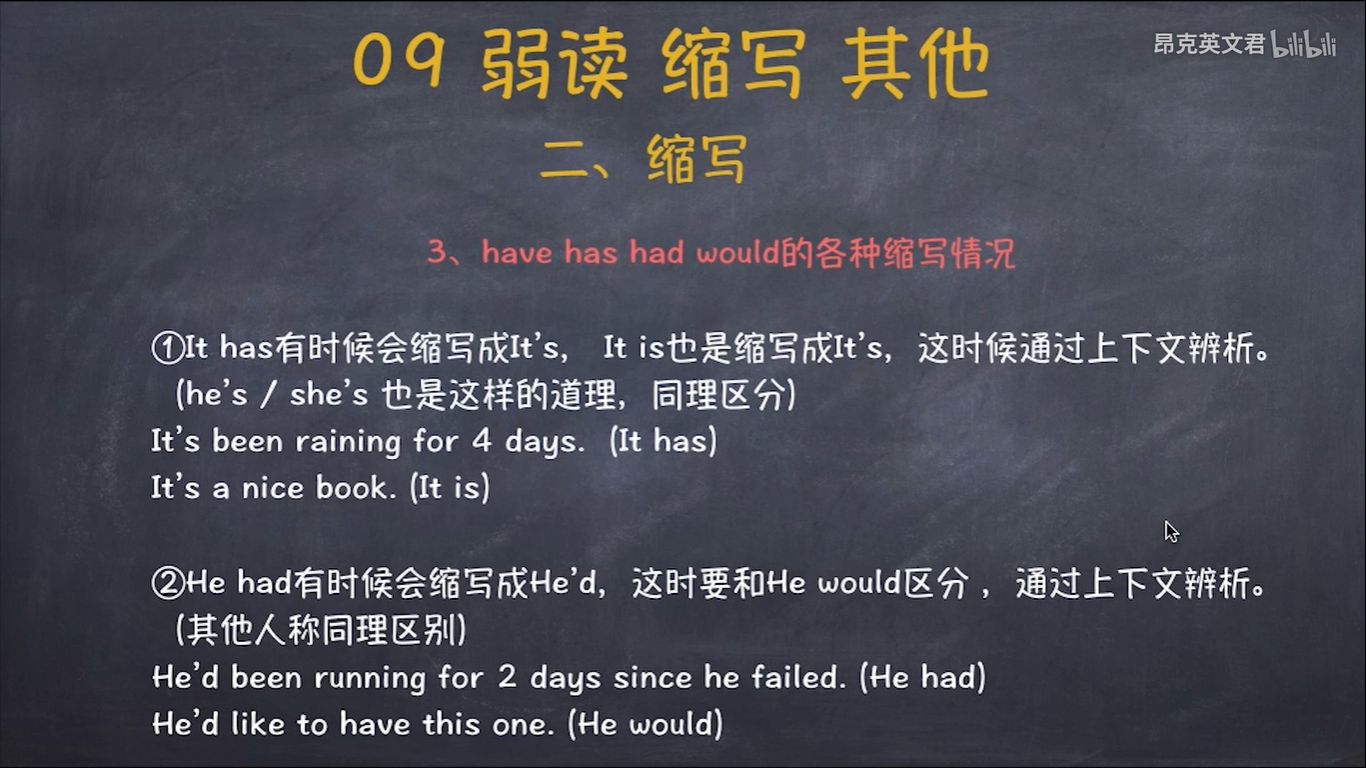 昂克英文君 bilibili
09 弱读 缩写 其他
二、缩写
3、have has had would的各种缩写情况
①It has有时候会缩写成It's， It is也是缩写成It's，这时候通过上下文辨析。
(he's / she's 也是这样的道理，同理区分)
It's been raining for 4 days. (It has)
It's a nice book. (It is)
②He had有时候会缩写成He'd，这时要和He would区分 ，通过上下文辨析。
(其他人称同理区别)
He'd been running for 2 days since he failed. (He had)
He'd like to have this one. (He would)